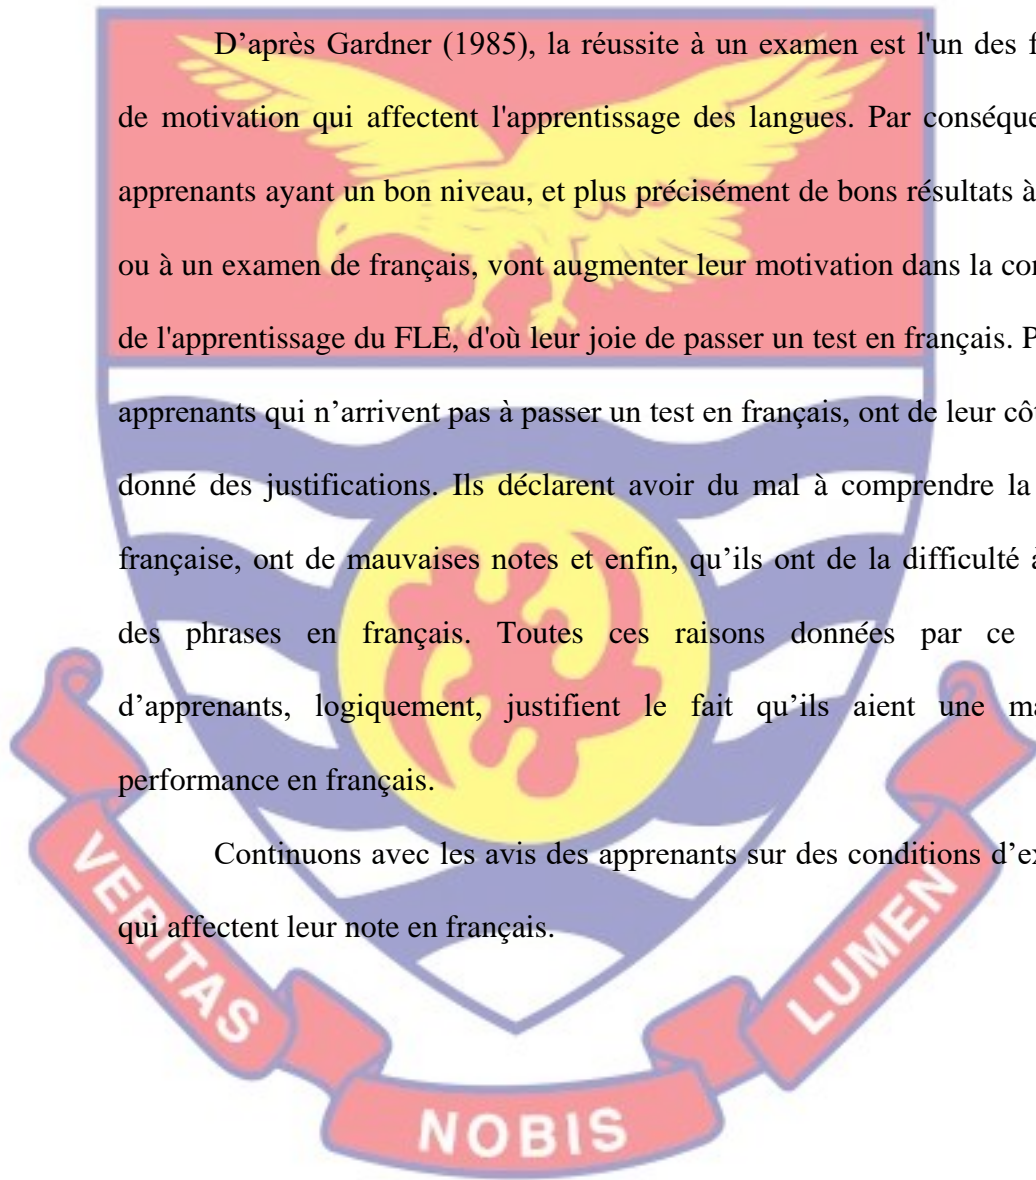 D’après Gardner (1985), la réussite à un examen est l'un des
de motivation qui affectent l'apprentissage des langues. Par
apprenants ayant un bon niveau, et plus précisément de bons résultats à
ou à un examen de français, vont augmenter leur motivation dans la
de l'apprentissage du FLE, d'où leur joie de passer un test en français.
apprenants qui n’arrivent pas à passer un test en français, ont de leur
donné des justifications. Ils déclarent avoir du mal à comprendre la
française, ont de mauvaises notes et enfin, qu’ils ont de la difficulté à
des phrases en français. Toutes ces raisons données par ce
d’apprenants, logiquement, justifient le fait qu’ils aient une
performance en français.
Continuons avec les avis des apprenants sur des conditions
qui affectent leur note en français.
VERITAS
NOBIS
LUMEN